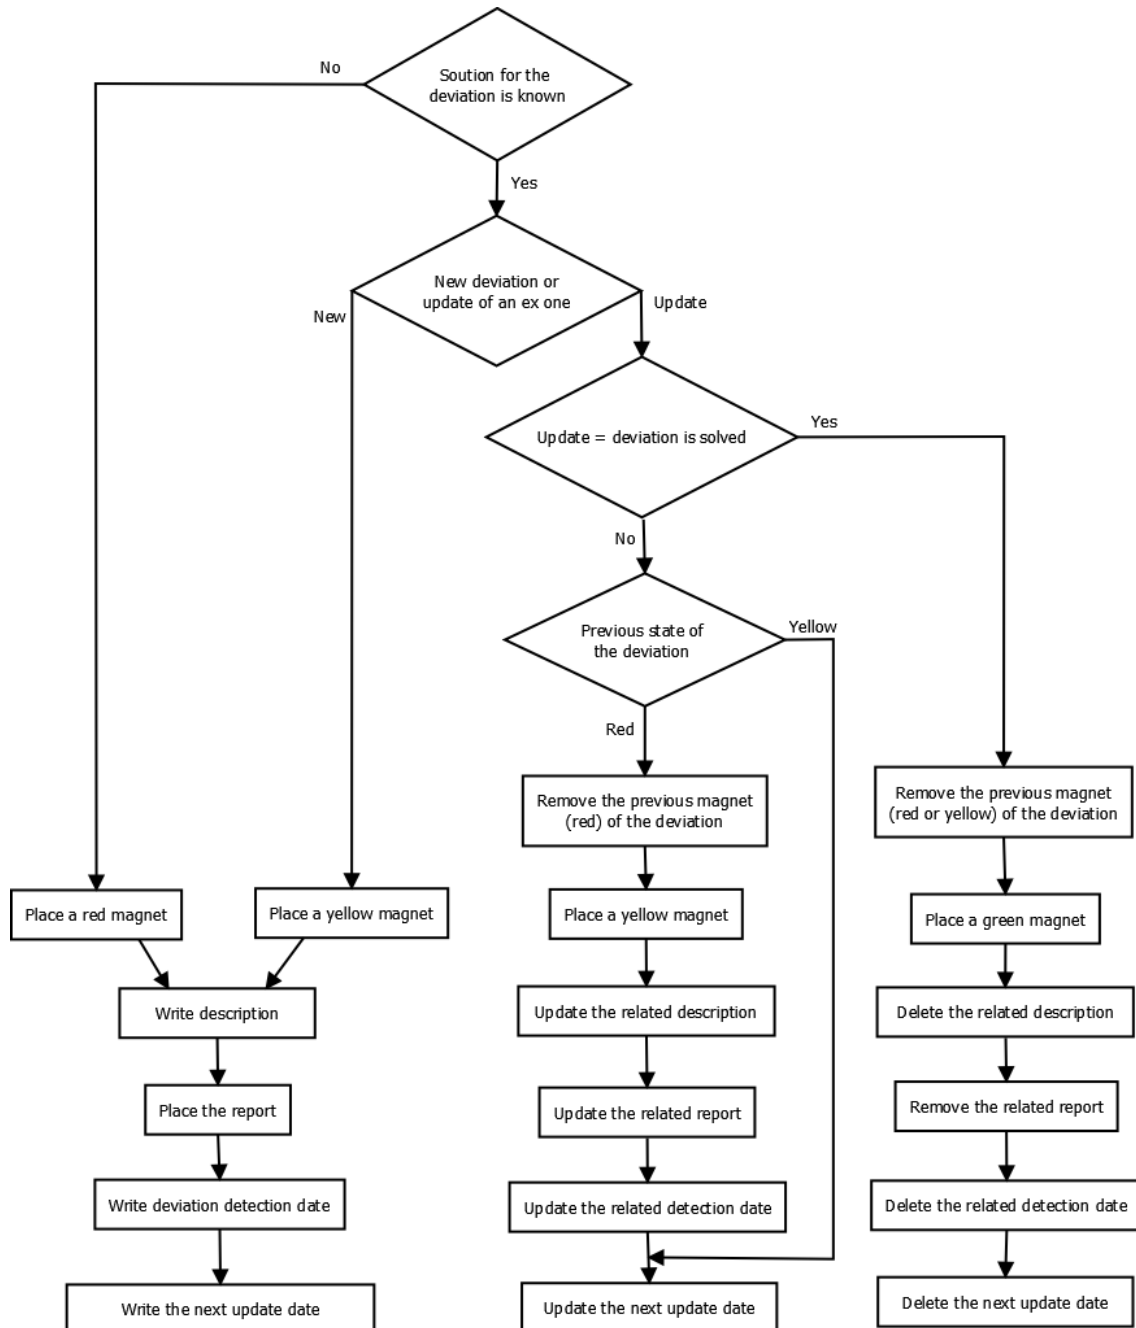 No
Soution for the
deviation is known
Yes
New deviation or
update of an ex one
New
Update
Update = deviation is solved
Yes
No
Previous state of
the deviation
Yellow
Red
Remove the previous magnet
(red) of the deviation
Remove the previous magnet
(red or yellow) of the deviation
Place a red magnet
Place a yellow magnet
Place a yellow magnet
Place a green magnet
Write description
Update the related description
Delete the related description
Place the report
Update the related report
Remove the related report
Write deviation detection date
Update the related detection date
Delete the related detection date
Write the next update date
Update the next update date
Delete the next update date